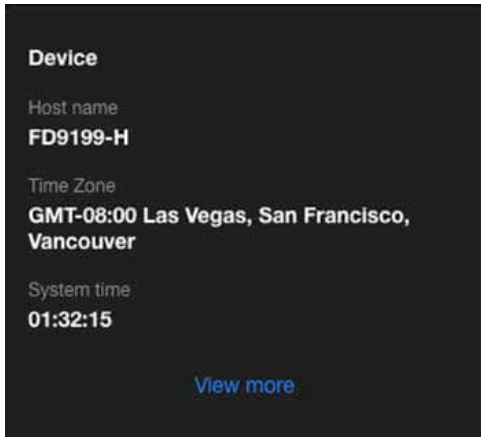 Device
Host name
FD9199-H
Time Zone
GMT-08:00 Las Vegas, San Francisco,
Vancouver
System time
01:32:15
View more